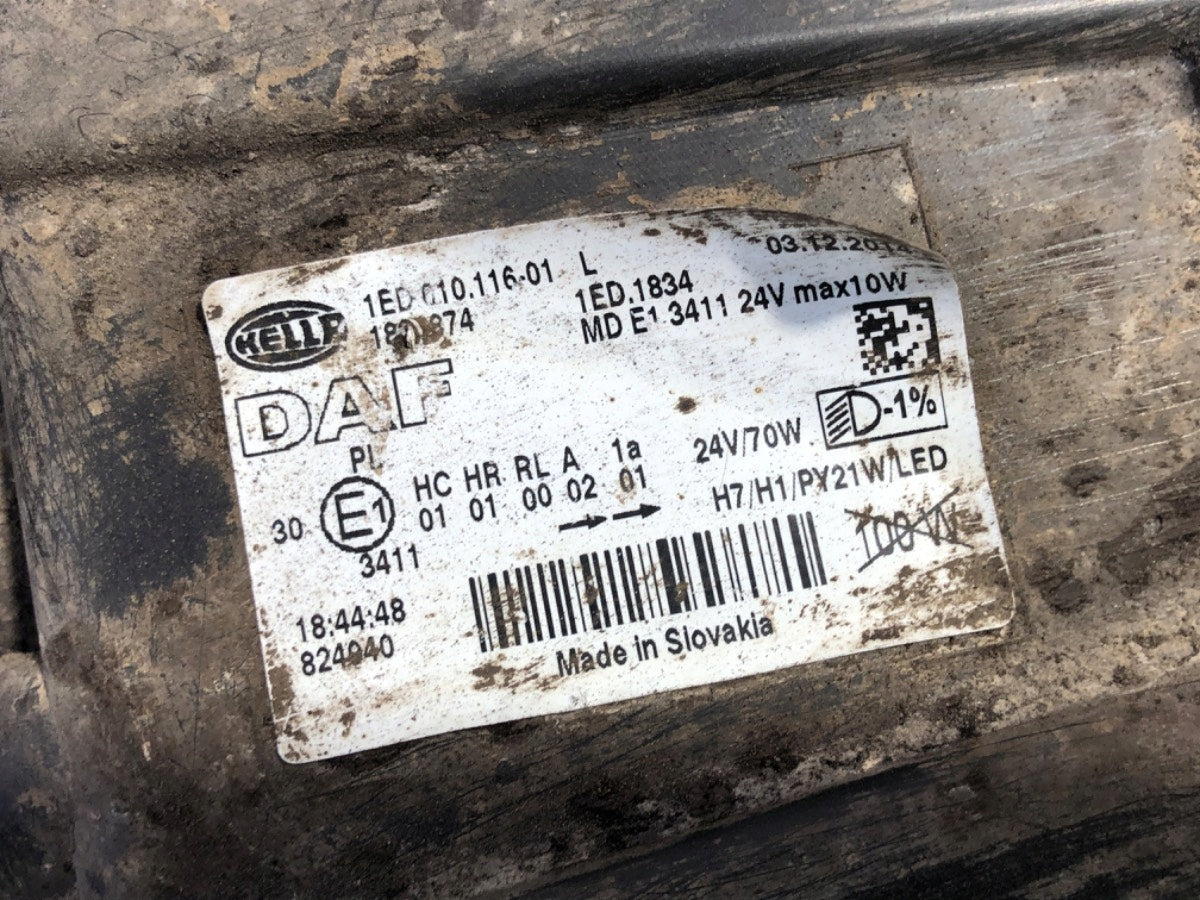 03.12.2014
HELLA 1ED 010.116-01 L
1ED.1834
MD E1 3411 24V max10W
DAF
D-1%
PL
HC HR RL A 1a
24V/70W
30 E1 01 01 00 02 01
H7/H1/PY21W/LED
3411
100W
18:44:48
824040
Made in Slovakia